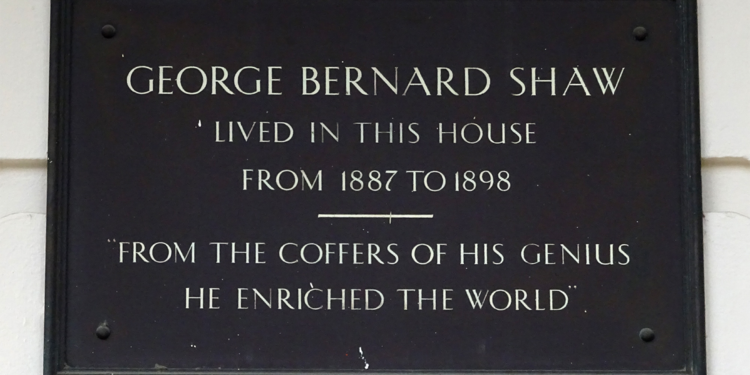 GEORGE BERNARD SHAW
LIVED IN THIS HOUSE
FROM 1887 TO 1898
"FROM THE COFFERS OF HIS GENIUS
HE ENRICHED THE WORLD"